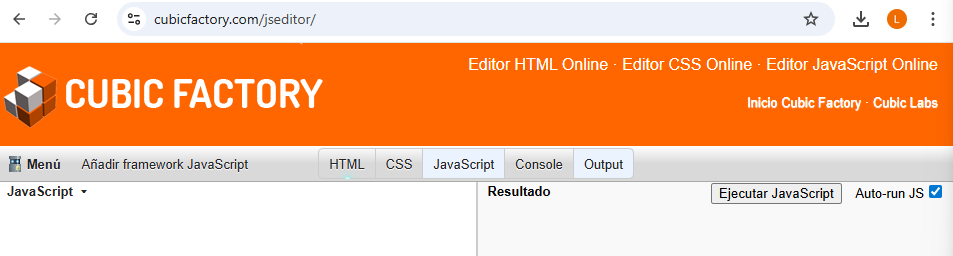 cubicfactory.com/jseditor/
L
Editor HTML Online · Editor CSS Online · Editor JavaScript Online
CUBIC FACTORY
Inicio Cubic Factory · Cubic Labs
Menú Añadir framework JavaScript HTML CSS JavaScript Console Output
JavaScript Resultado Ejecutar JavaScript Auto-run JS